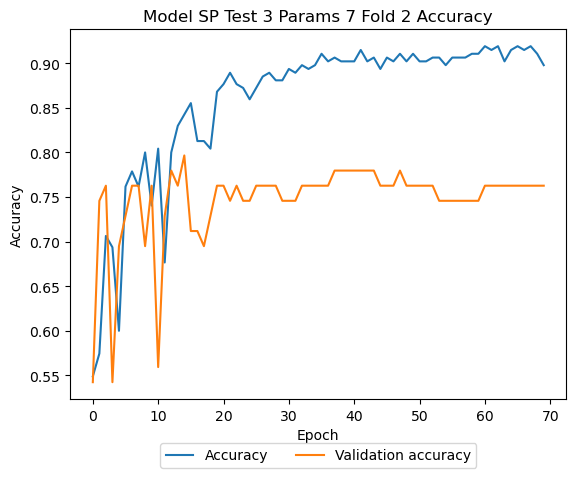 Model SP Test 3 Params 7 Fold 2 Accuracy
Accuracy
0.90
0.85
0.80
0.75
0.70
0.65
0.60
0.55
0 10 20 30 40 50 60 70
Epoch
Accuracy Validation accuracy